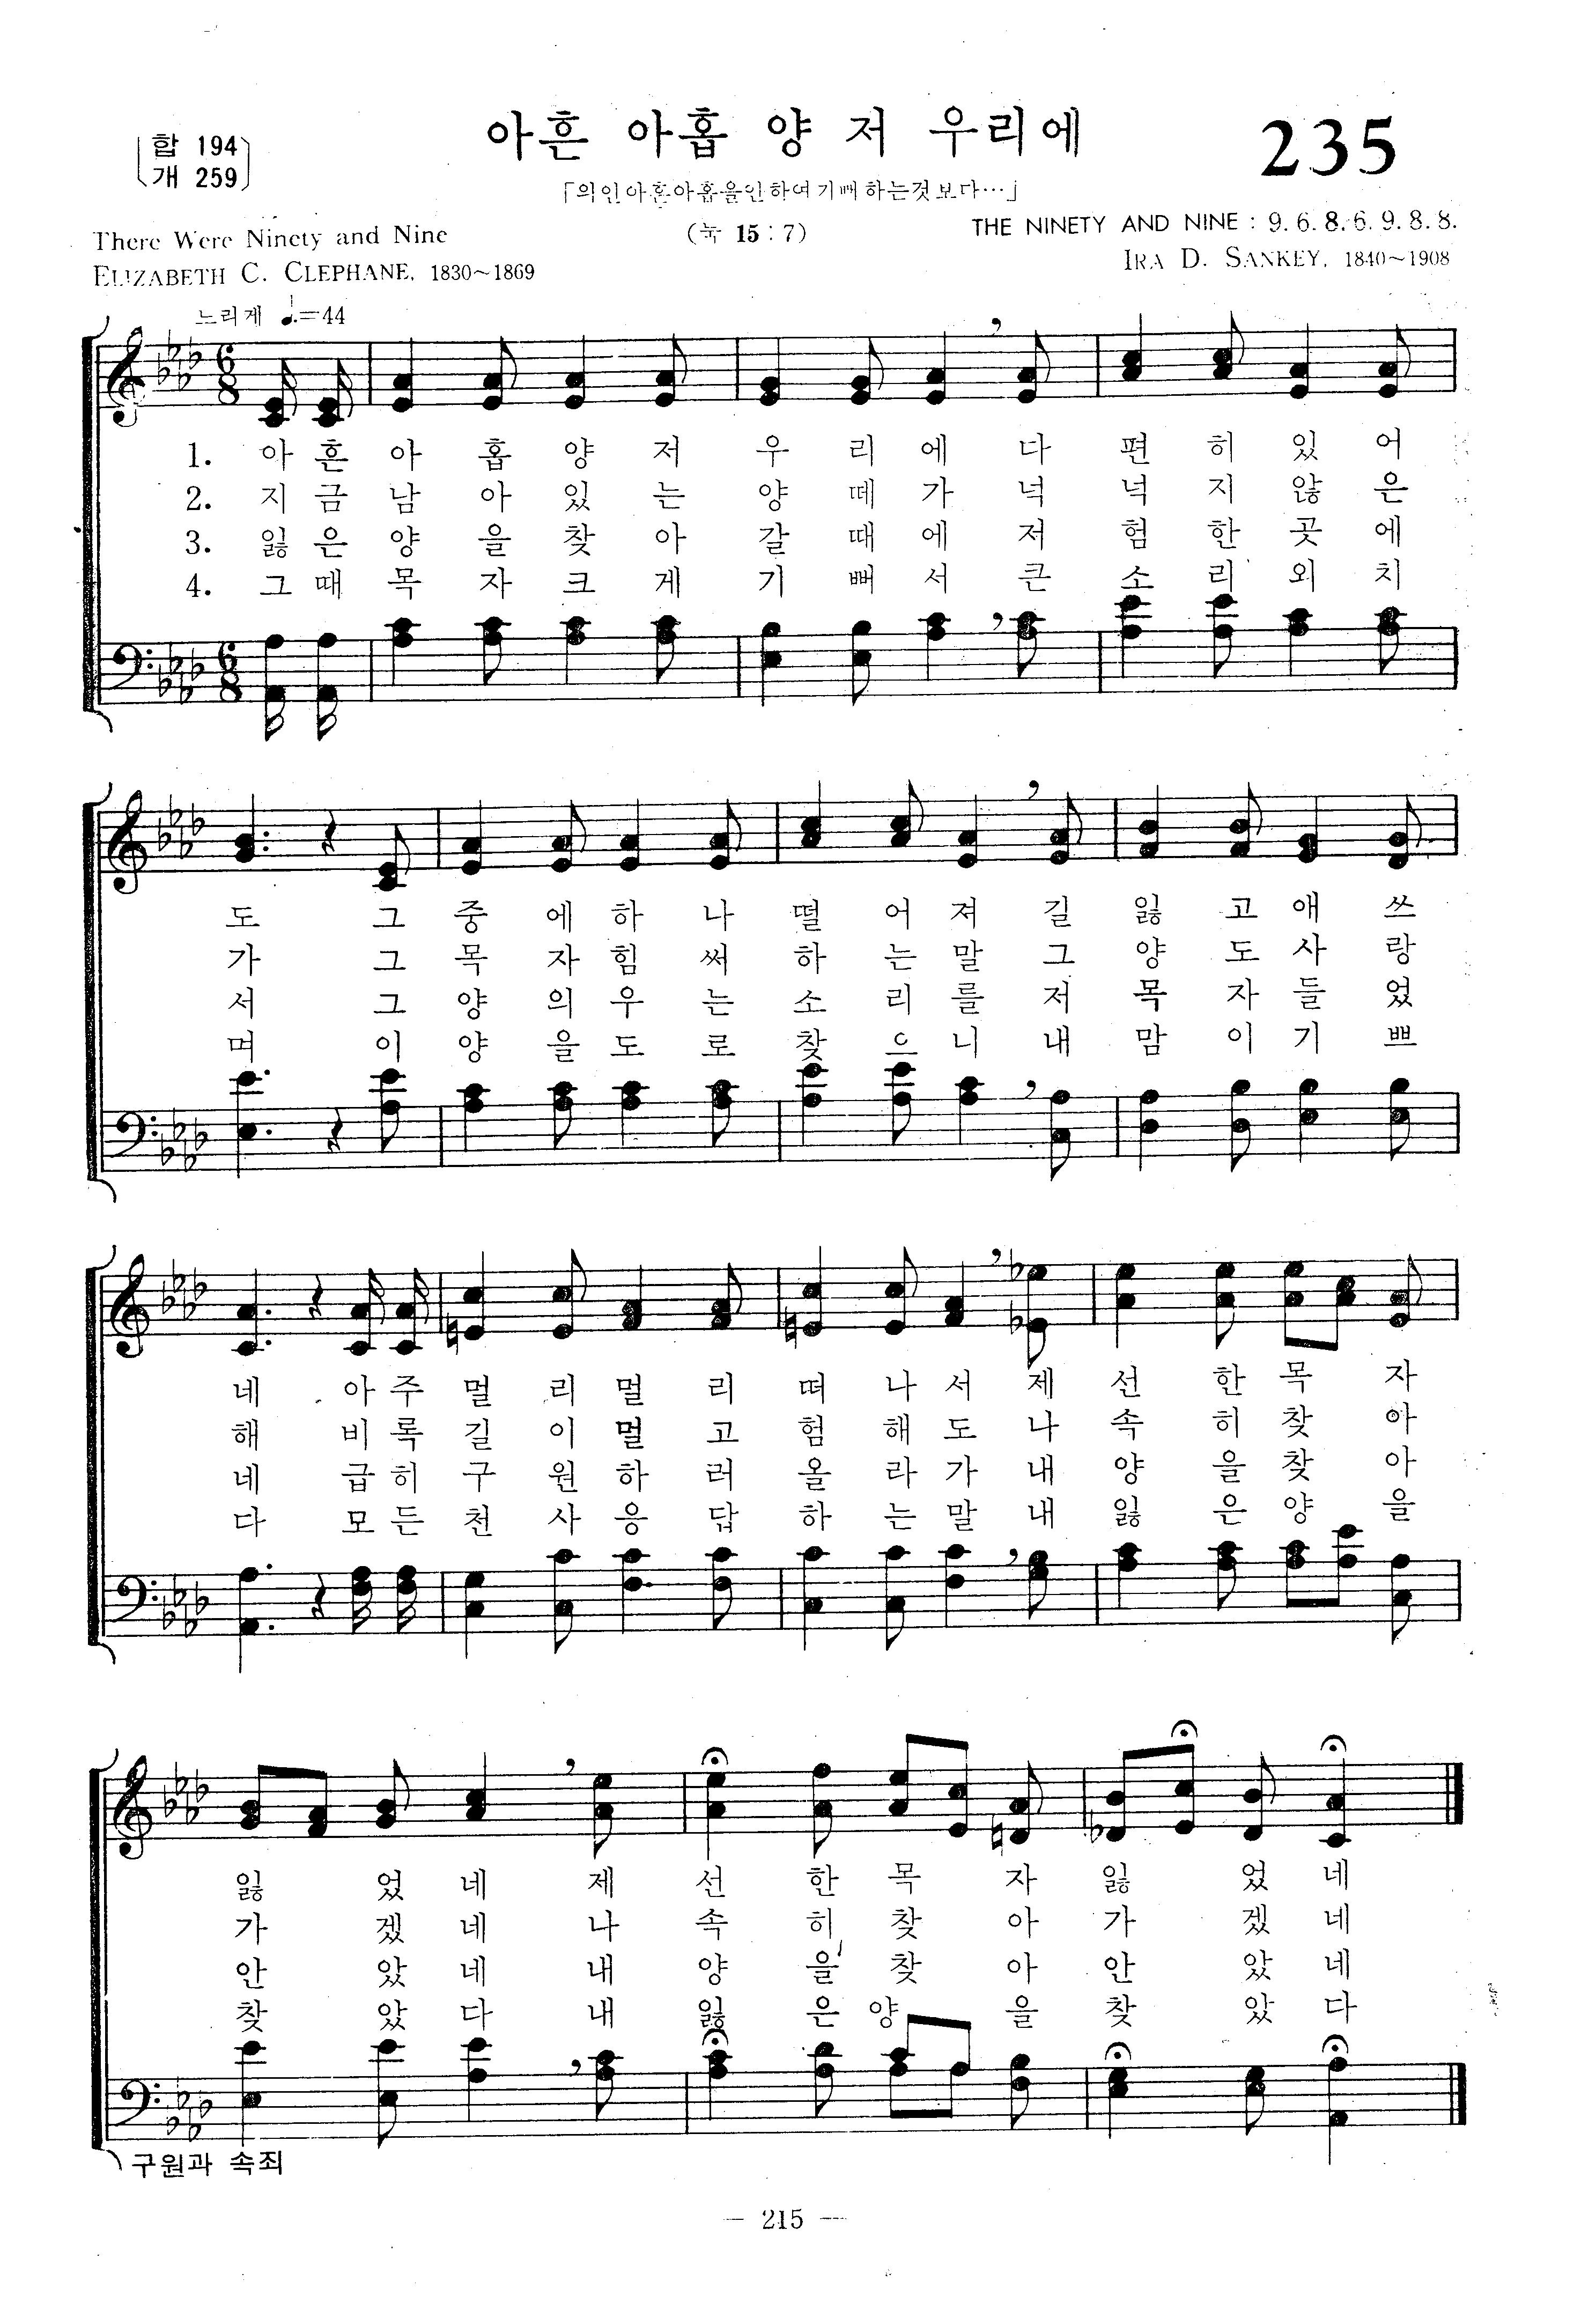 합 194
개 259
아흔 아홉 양 저 우리에
235
「의인아흔아홉을인하여기뻐하는것보다…」
There Were Ninety and Nine
(눅 15 : 7)
THE NINETY AND NINE : 9. 6. 8. 6. 9. 8. 8.
ELIZABETH C. CLEPHANE, 1830~1869
IRA D. SANKEY, 1840~1908
느리게 ♩.=44
1. 아 흔 아 홉 양 저 우 리 에 다 편 히 있 어
2. 지 금 남 아 있 는 양 떼 가 넉 넉 지 않 은
3. 잃 은 양 을 찾 아 갈 때 에 저 험 한 곳 에
4. 그 때 목 자 크 게 기 뻐 서 큰 소 리 외 치
도 그 중 에 하 나 떨 어 져 길 잃 고 애 쓰
가 그 목 자 힘 써 하 는 말 그 양 도 사 랑
서 그 양 의 우 는 소 리 를 저 목 자 들 었
며 이 양 을 도 로 찾 으 니 내 맘 이 기 쁘
네 아 주 멀 리 멀 리 떠 나 서 제 선 한 목 자
해 비 록 길 이 멀 고 험 해 도 나 속 히 찾 아
네 급 히 구 원 하 러 올 라 가 내 양 을 찾 아
다 모 든 천 사 응 답 하 는 말 내 잃 은 양 을
잃 었 네 제 선 한 목 자 잃 었 네
가 겠 네 나 속 히 찾 아 가 겠 네
안 았 네 내 양 을 찾 아 안 았 네
찾 았 다 내 잃 은 양 을 찾 았 다
구원과 속죄
— 215 —